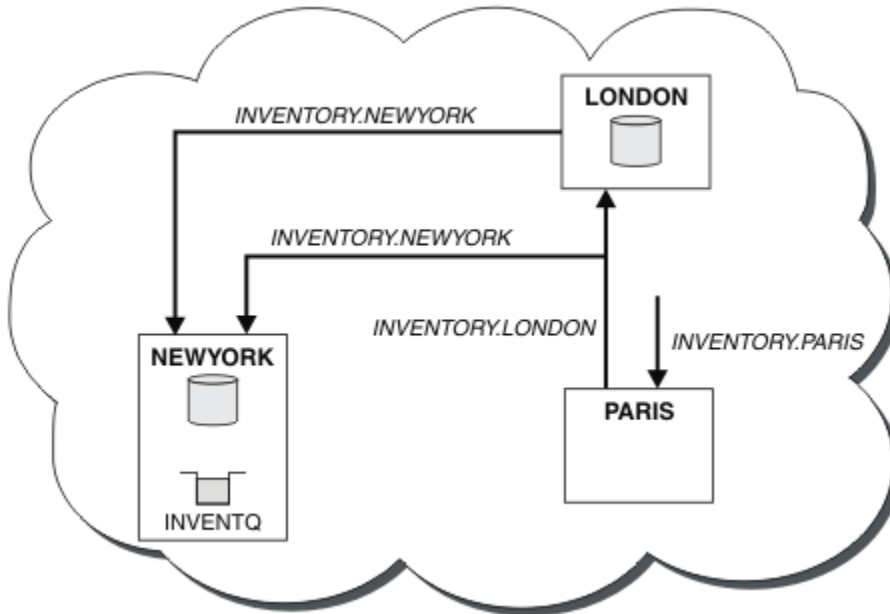 LONDON
INVENTORY.NEWYORK
INVENTORY.NEWYORK
INVENTORY.LONDON
INVENTORY.PARIS
NEWYORK
PARIS
INVENTQ